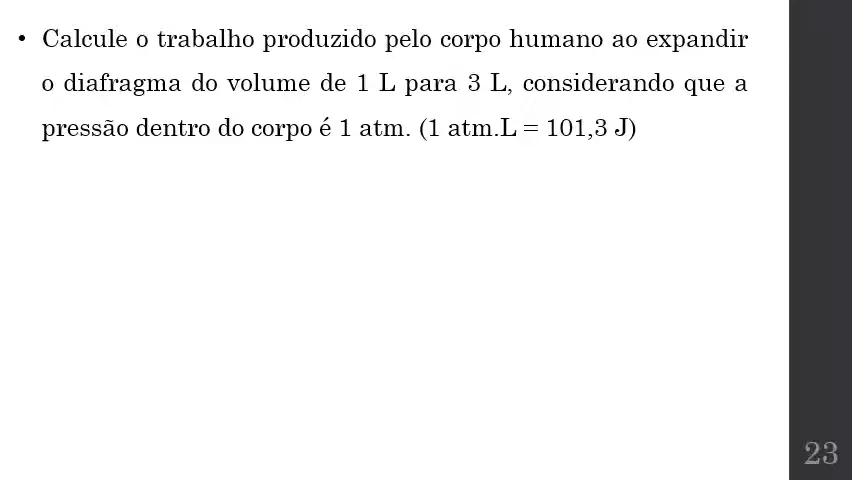 • Calcule o trabalho produzido pelo corpo humano ao expandir
o diafragma do volume de 1 L para 3 L, considerando que a
pressão dentro do corpo é 1 atm. (1 atm.L = 101,3 J)
23